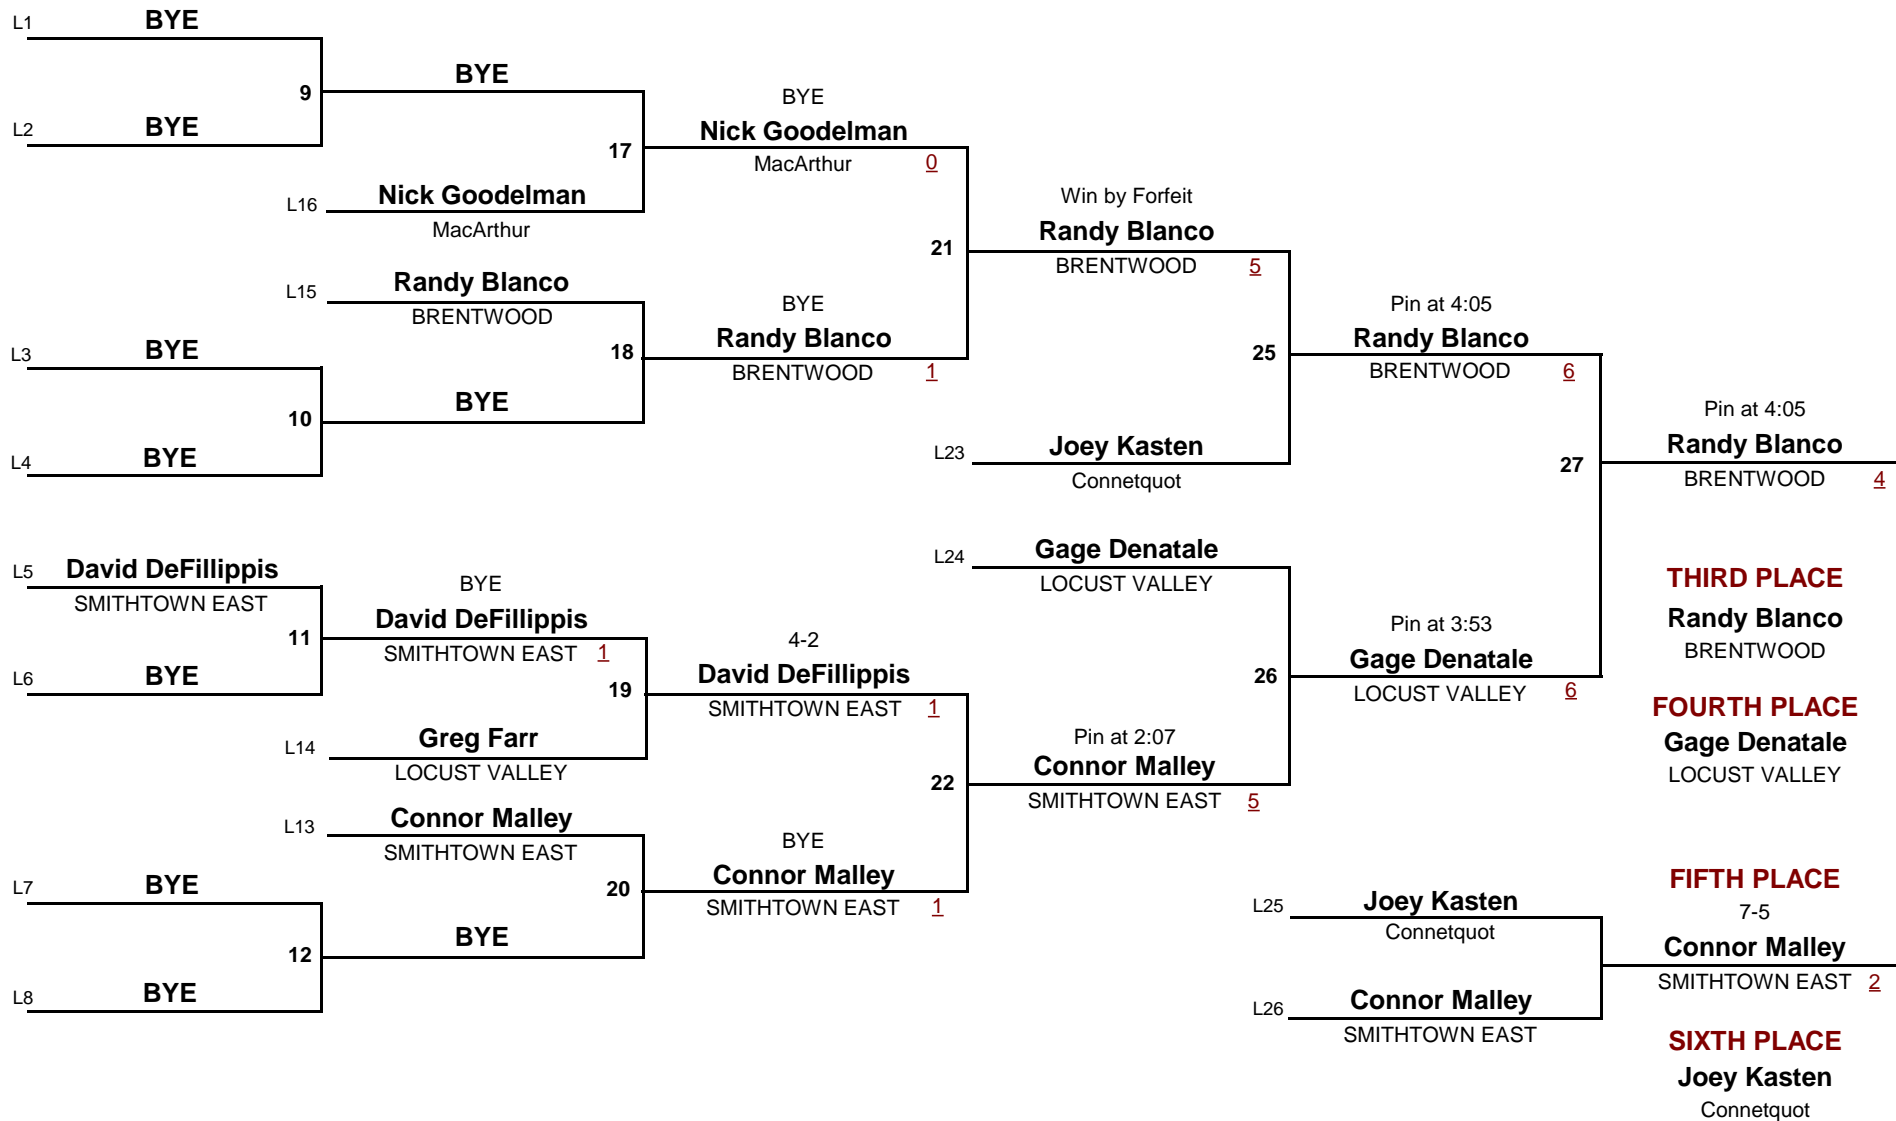 L1 BYE
9
BYE
L2 BYE
17
BYE
Nick Goodelman
MacArthur 0
L16 Nick Goodelman
MacArthur
21
Win by Forfeit
Randy Blanco
BRENTWOOD 5
L15 Randy Blanco
BRENTWOOD
18
BYE
Randy Blanco
BRENTWOOD 1
L3 BYE
10
BYE
L4 BYE
25
Pin at 4:05
Randy Blanco
BRENTWOOD 6
L23 Joey Kasten
Connetquot
27
Pin at 4:05
Randy Blanco
BRENTWOOD 4
L5 David DeFillippis
SMITHTOWN EAST
11
BYE
David DeFillippis
SMITHTOWN EAST 1
L6 BYE
19
4-2
David DeFillippis
SMITHTOWN EAST 1
L14 Greg Farr
LOCUST VALLEY
L24 Gage Denatale
LOCUST VALLEY
26
Pin at 3:53
Gage Denatale
LOCUST VALLEY 6
22
Pin at 2:07
Connor Malley
SMITHTOWN EAST 5
L13 Connor Malley
SMITHTOWN EAST
20
BYE
Connor Malley
SMITHTOWN EAST 1
L7 BYE
12
BYE
L8 BYE
THIRD PLACE
Randy Blanco
BRENTWOOD
FOURTH PLACE
Gage Denatale
LOCUST VALLEY
L25 Joey Kasten
Connetquot
L26 Connor Malley
SMITHTOWN EAST
FIFTH PLACE
7-5
Connor Malley
SMITHTOWN EAST 2
SIXTH PLACE
Joey Kasten
Connetquot